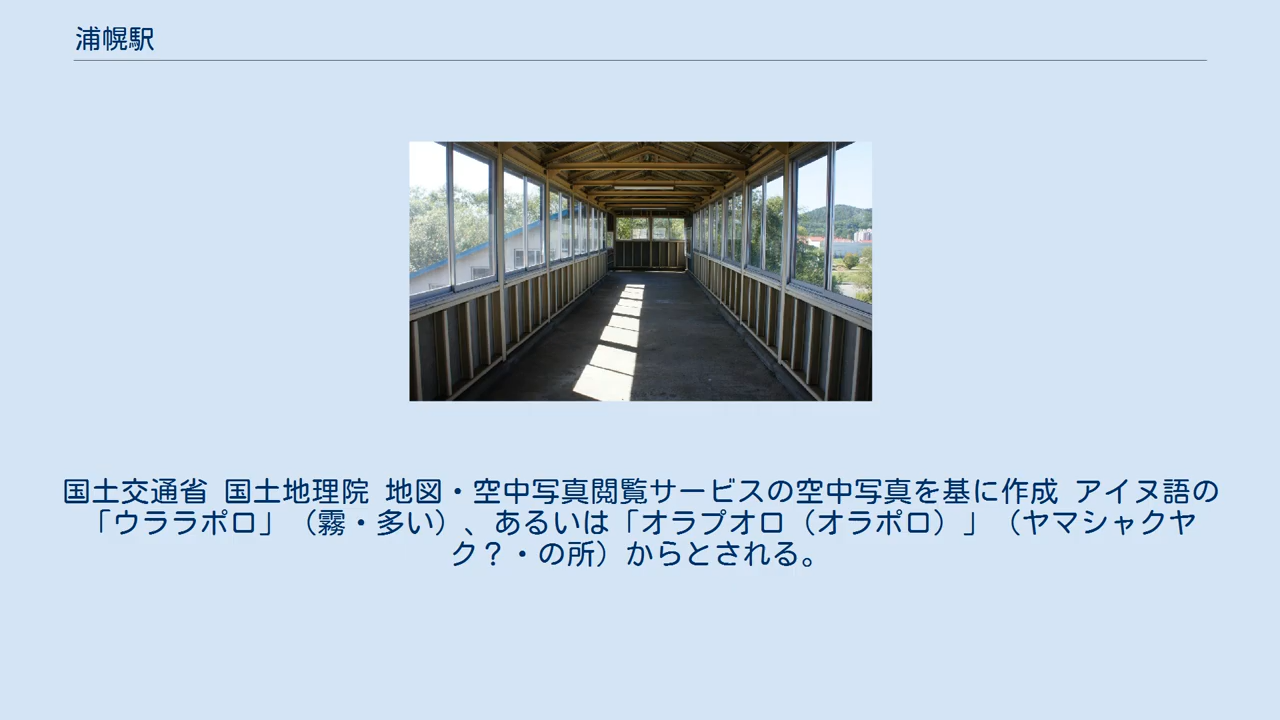 浦幌駅
国土交通省 国土地理院 地図・空中写真閲覧サービスの空中写真を基に作成 アイヌ語の
「ウララポロ」（霧・多い）、あるいは「オラプオロ（オラポロ）」（ヤマシャクヤ
ク？・の所）からとされる。